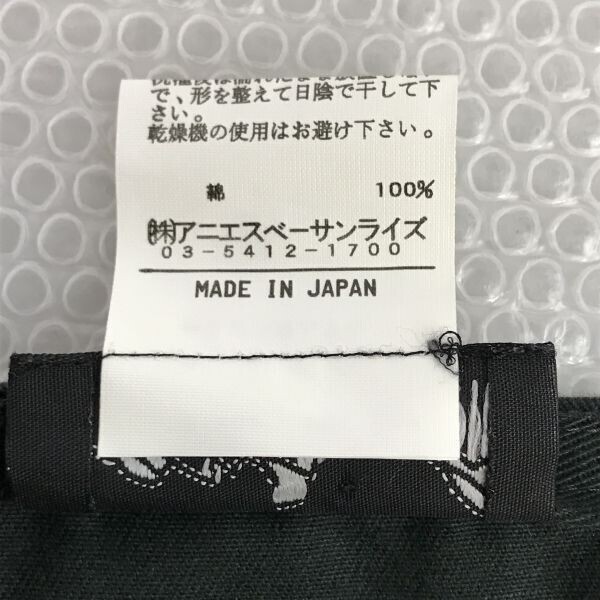 で、形を整えて日陰で干して下
さい。
乾燥機の使用はお避け下さい。
綿 100%
㈱アニエスベーサンライズ
03-5412-1700
MADE IN JAPAN